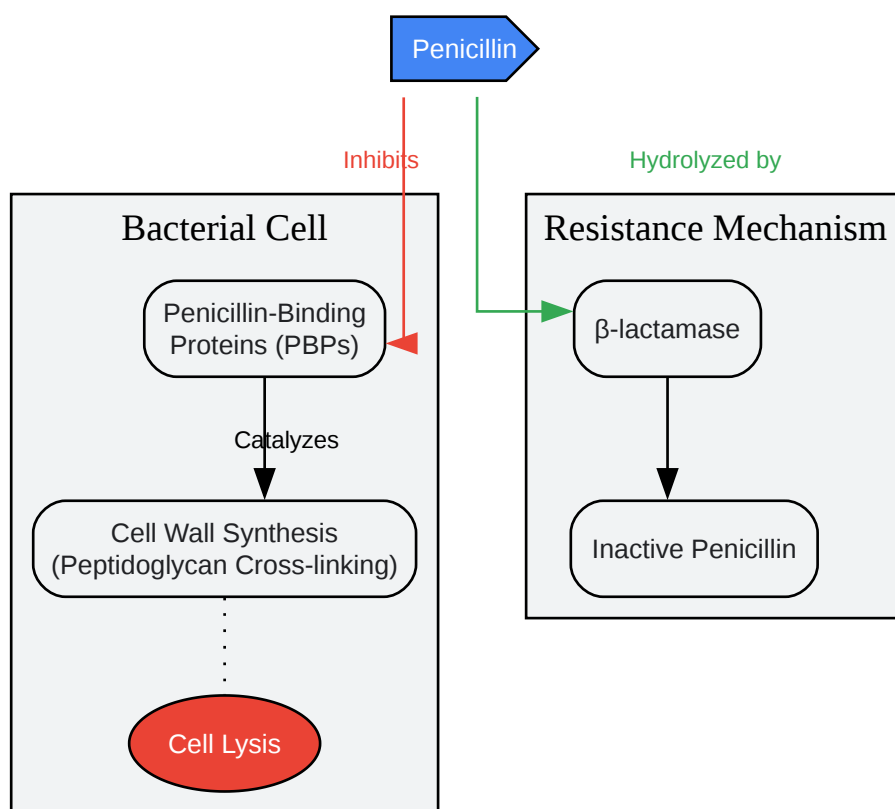 Penicillin
Inhibits
Hydrolyzed by
Bacterial Cell
Resistance Mechanism
Penicillin-Binding
Proteins (PBPs)
β-lactamase
Catalyzes
Cell Wall Synthesis
(Peptidoglycan Cross-linking)
Inactive Penicillin
Cell Lysis